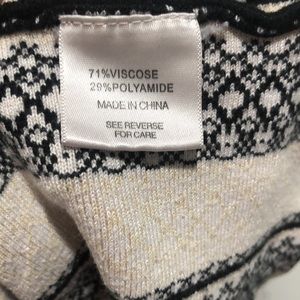 71%VISCOSE
29%POLYAMIDE
MADE IN CHINA
SEE REVERSE
FOR CARE